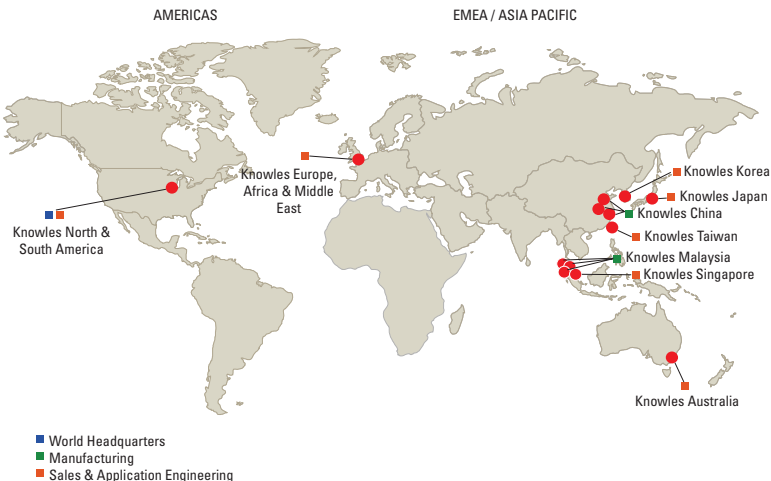 AMERICAS
EMEA / ASIA PACIFIC
Knowles Korea
Knowles Europe,
Africa & Middle
East
Knowles Japan
Knowles China
Knowles North &
South America
Knowles Taiwan
Knowles Malaysia
Knowles Singapore
Knowles Australia
World Headquarters
Manufacturing
Sales & Application Engineering